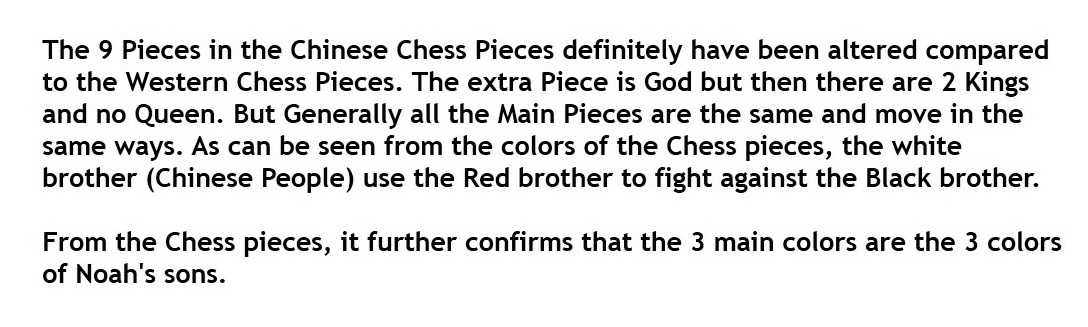 The 9 Pieces in the Chinese Chess Pieces definitely have been altered compared
to the Western Chess Pieces. The extra Piece is God but then there are 2 Kings
and no Queen. But Generally all the Main Pieces are the same and move in the
same ways. As can be seen from the colors of the Chess pieces, the white
brother (Chinese People) use the Red brother to fight against the Black brother.
From the Chess pieces, it further confirms that the 3 main colors are the 3 colors
of Noah's sons.